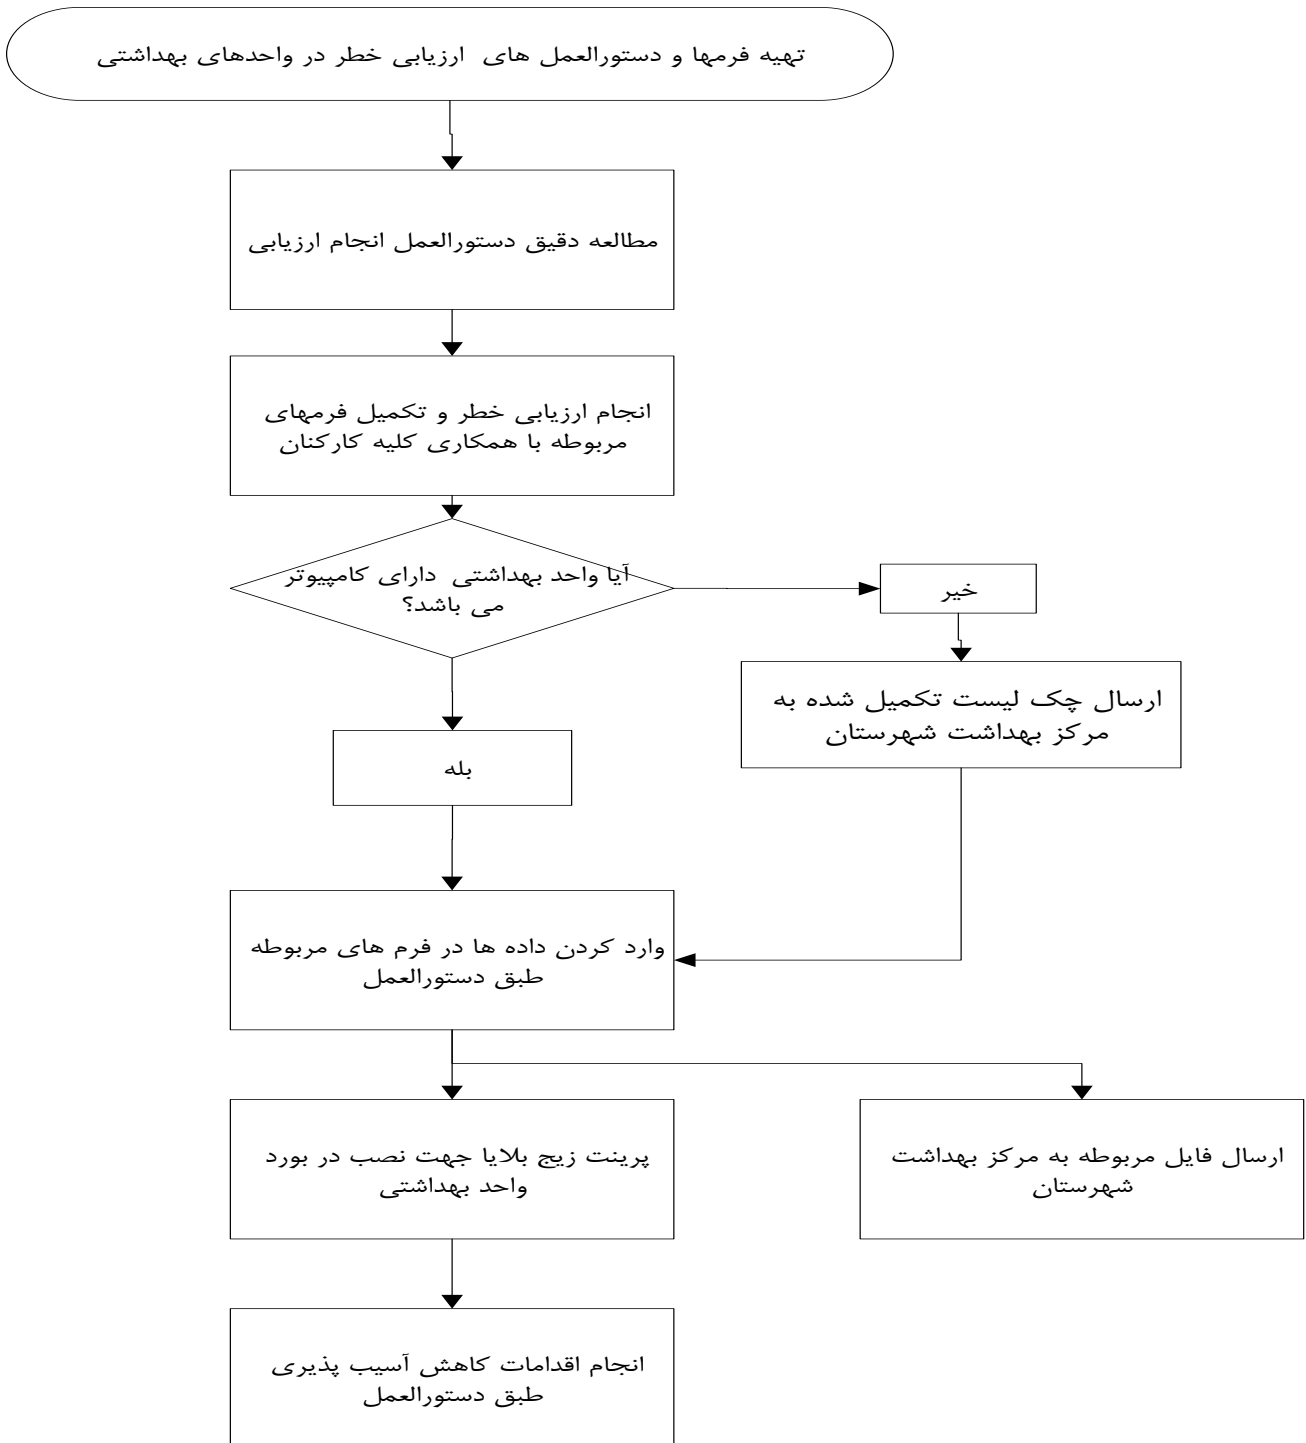 تهیه فرمها و دستورالعمل های ارزیابی خطر در واحدهای بهداشتی
مطالعه دقیق دستورالعمل انجام ارزیابی
انجام ارزیابی خطر و تکمیل فرمهای
مربوطه با همکاری کلیه کارکنان
آیا واحد بهداشتی دارای کامپیوتر
می باشد؟
خیر
ارسال چک لیست تکمیل شده به
مرکز بهداشت شهرستان
بله
وارد کردن داده ها در فرم های مربوطه
طبق دستورالعمل
پرینت زیج بلایا جهت نصب در بورد
واحد بهداشتی
ارسال فایل مربوطه به مرکز بهداشت
شهرستان
انجام اقدامات کاهش آسیب پذیری
طبق دستورالعمل